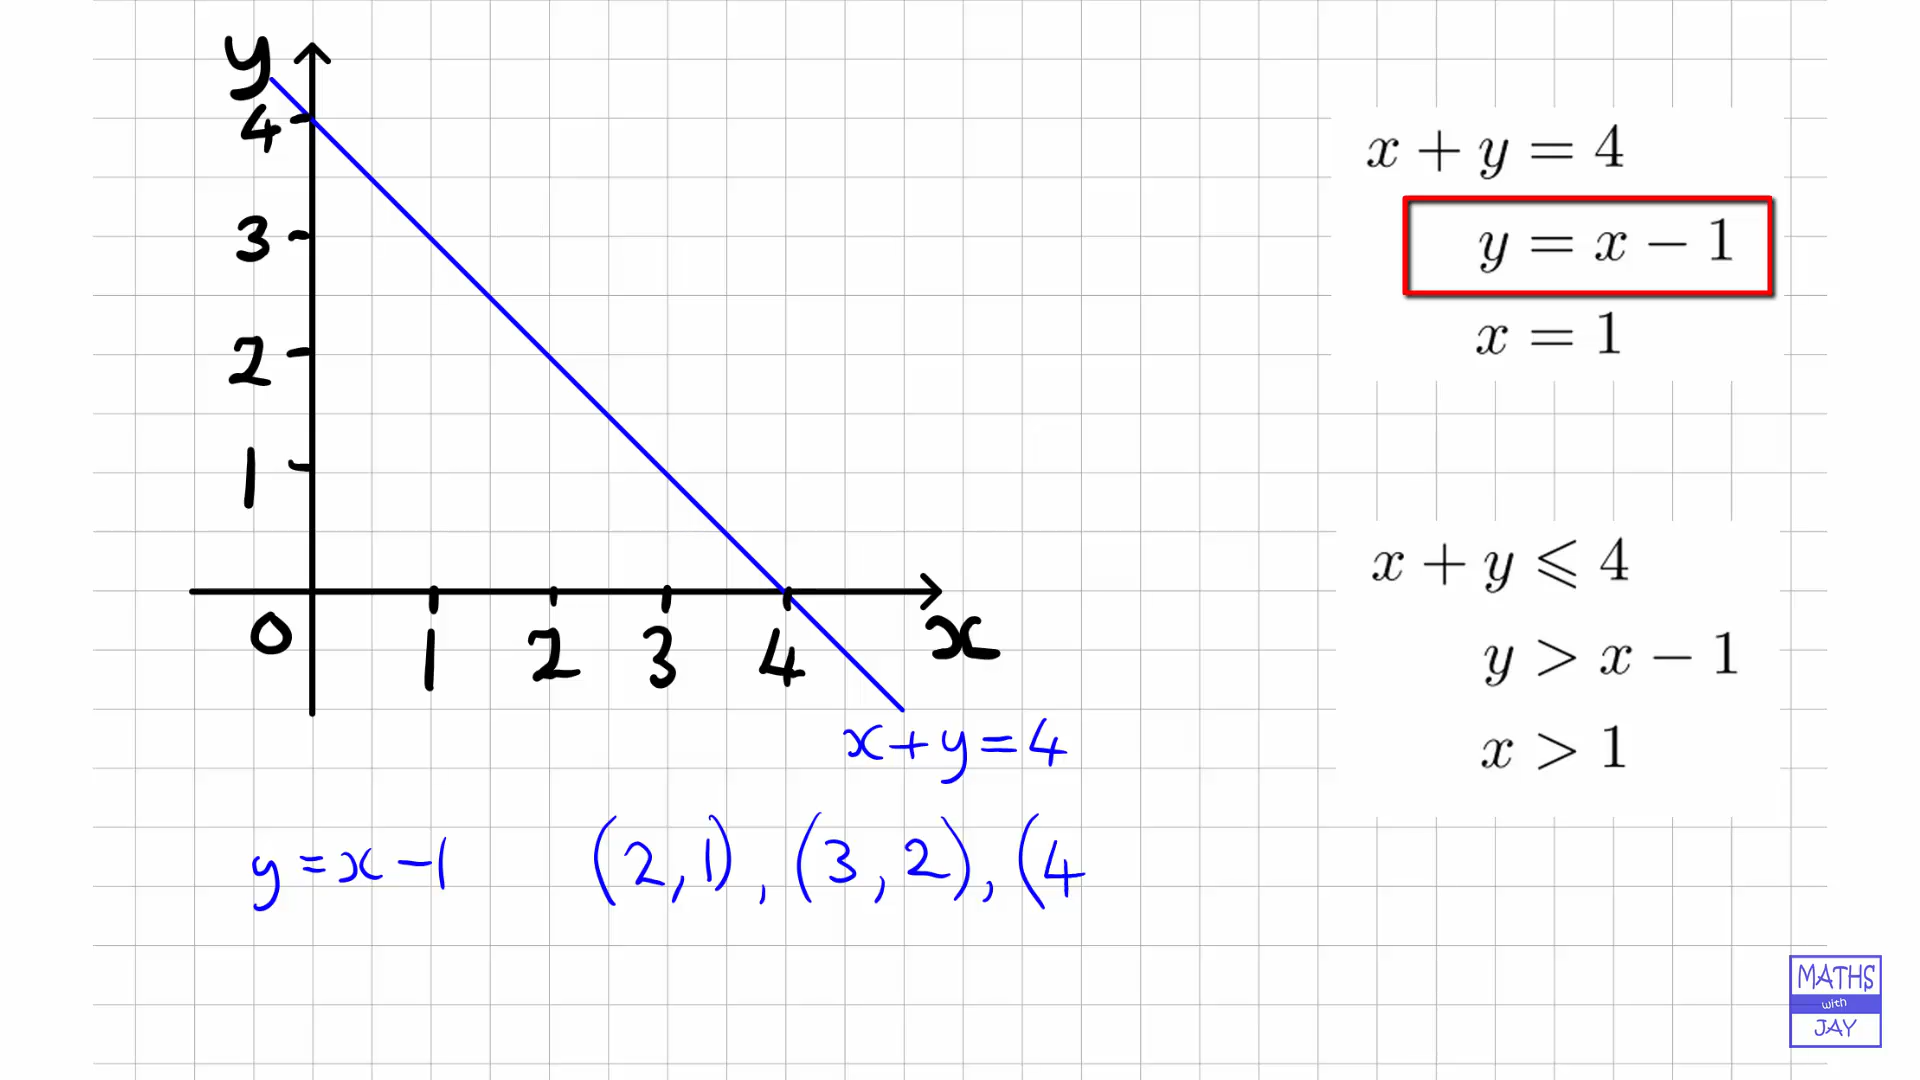 y
4
3
2
1
0
1 2 3 4 x
x+y=4
y=x-1 (2,1), (3,2), (4
x + y = 4
y = x − 1
x = 1
x + y ⩽ 4
y > x − 1
x > 1
MATHS
with
JAY